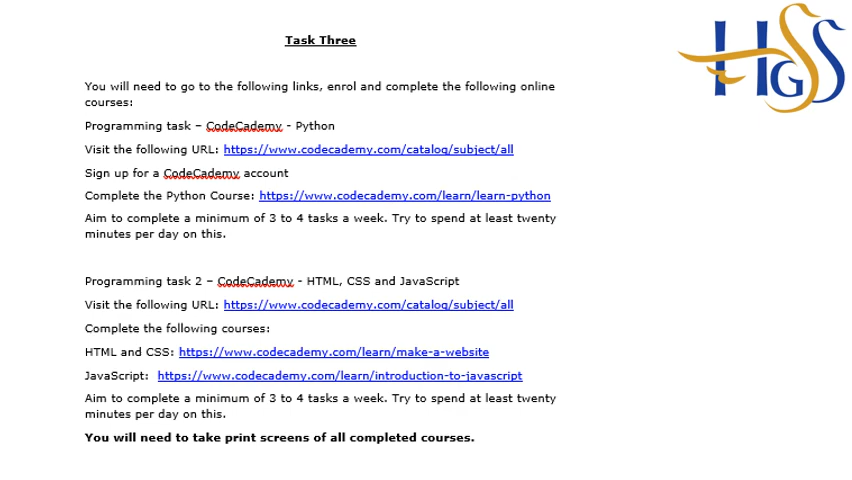 Task Three
HGSS
You will need to go to the following links, enrol and complete the following online
courses:
Programming task – CodeCademy - Python
Visit the following URL: https://www.codecademy.com/catalog/subject/all
Sign up for a CodeCademy account
Complete the Python Course: https://www.codecademy.com/learn/learn-python
Aim to complete a minimum of 3 to 4 tasks a week. Try to spend at least twenty
minutes per day on this.
Programming task 2 – CodeCademy - HTML, CSS and JavaScript
Visit the following URL: https://www.codecademy.com/catalog/subject/all
Complete the following courses:
HTML and CSS: https://www.codecademy.com/learn/make-a-website
JavaScript: https://www.codecademy.com/learn/introduction-to-javascript
Aim to complete a minimum of 3 to 4 tasks a week. Try to spend at least twenty
minutes per day on this.
You will need to take print screens of all completed courses.